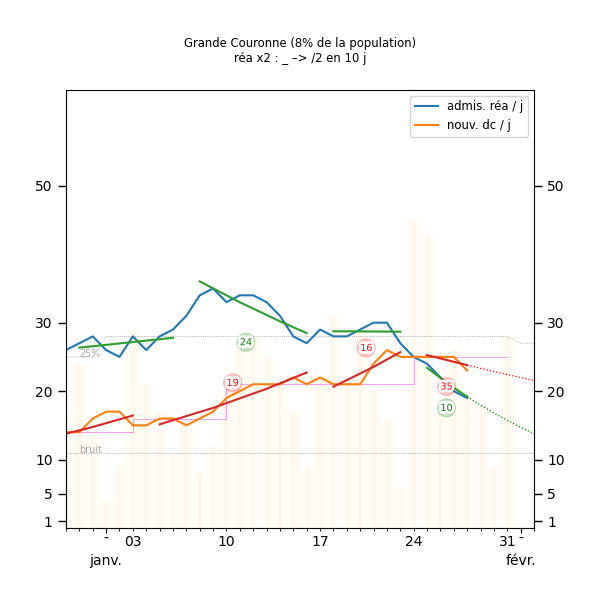 Grande Couronne (8% de la population)
réa x2 : _ –> /2 en 10 j
admis. réa / j
nouv. dc / j
50
50
30
30
25%
24
16
19
35
10
20
20
bruit
10
10
5
5
1
1
- 03 10 17 24 31 -
janv. févr.